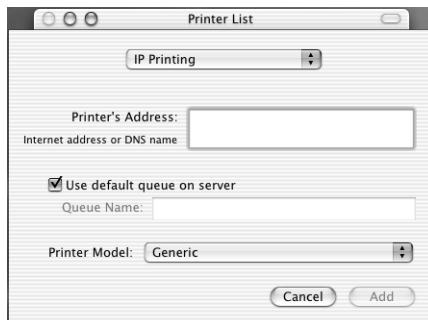 Printer List
IP Printing
Printer's Address:
Internet address or DNS name
Use default queue on server
Queue Name:
Printer Model: Generic
Cancel Add